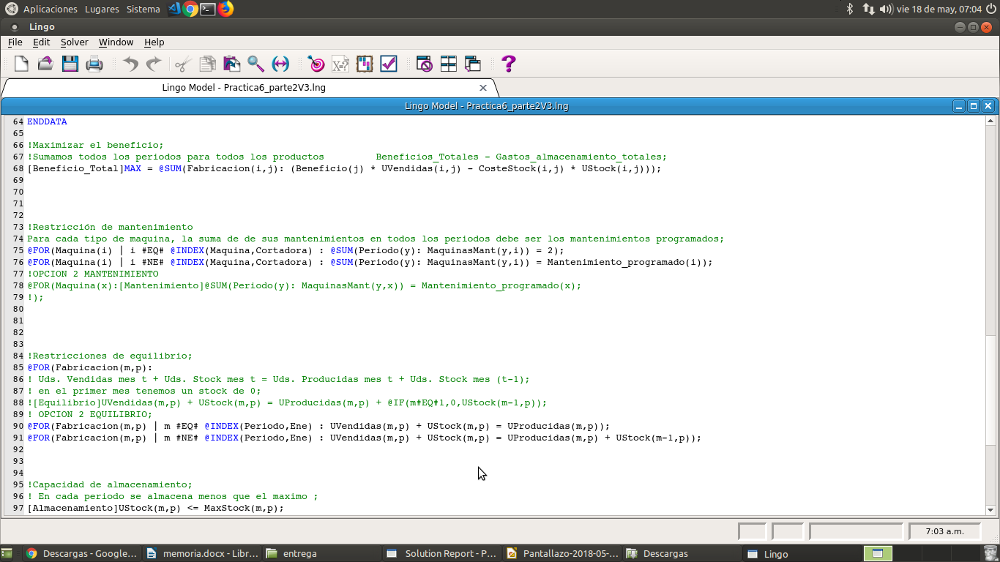 Aplicaciones Lugares Sistema vie 18 de may, 07:04
Lingo
File Edit Solver Window Help
Lingo Model - Practica6_parte2V3.lng
Lingo Model - Practica6_parte2V3.lng
64 ENDDATA
65
66 !Maximizar el beneficio;
67 !Sumamos todos los periodos para todos los productos Beneficios_Totales - Gastos_almacenamiento_totales;
68 [Beneficio_Total]MAX = @SUM(Fabricacion(i,j): (Beneficio(j) * UVendidas(i,j) - CosteStock(i,j) * UStock(i,j)));
69
70
71
72
73 !Restricción de mantenimiento
74 Para cada tipo de maquina, la suma de de sus mantenimientos en todos los periodos debe ser los mantenimientos programados;
75 @FOR(Maquina(i) | i #EQ# @INDEX(Maquina,Cortadora) : @SUM(Periodo(y): MaquinasMant(y,i)) = 2);
76 @FOR(Maquina(i) | i #NE# @INDEX(Maquina,Cortadora) : @SUM(Periodo(y): MaquinasMant(y,i)) = Mantenimiento_programado(i));
77 !OPCION 2 MANTENIMIENTO
78 @FOR(Maquina(x):[Mantenimiento]@SUM(Periodo(y): MaquinasMant(y,x)) = Mantenimiento_programado(x);
79 !);
80
81
82
83
84 !Restricciones de equilibrio;
85 @FOR(Fabricacion(m,p):
86 ! Uds. Vendidas mes t + Uds. Stock mes t = Uds. Producidas mes t + Uds. Stock mes (t-1);
87 ! en el primer mes tenemos un stock de 0;
88 ![Equilibrio]UVendidas(m,p) + UStock(m,p) = UProducidas(m,p) + @IF(m#EQ#1,0,UStock(m-1,p));
89 ! OPCION 2 EQUILIBRIO;
90 @FOR(Fabricacion(m,p) | m #EQ# @INDEX(Periodo,Ene) : UVendidas(m,p) + UStock(m,p) = UProducidas(m,p));
91 @FOR(Fabricacion(m,p) | m #NE# @INDEX(Periodo,Ene) : UVendidas(m,p) + UStock(m,p) = UProducidas(m,p) + UStock(m-1,p));
92
93
94
95 !Capacidad de almacenamiento;
96 ! En cada periodo se almacena menos que el maximo ;
97 [Almacenamiento]UStock(m,p) <= MaxStock(m,p);
7:03 a.m.
Descargas - Google... memoria.docx - Libr... entrega Solution Report - P... Pantallazo-2018-05-... Descargas Lingo